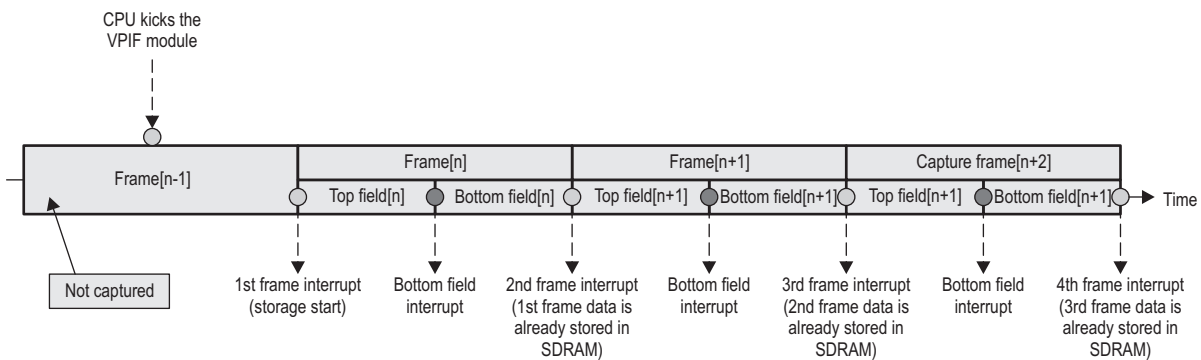 CPU kicks the
VPIF module
Frame[n-1]
Frame[n]
Frame[n+1]
Capture frame[n+2]
Top field[n]
Bottom field[n]
Top field[n+1]
Bottom field[n+1]
Top field[n+1]
Bottom field[n+1]
Time
Not captured
1st frame interrupt
(storage start)
Bottom field
interrupt
2nd frame interrupt
(1st frame data is
already stored in
SDRAM)
Bottom field
interrupt
3rd frame interrupt
(2nd frame data is
already stored in
SDRAM)
Bottom field
interrupt
4th frame interrupt
(3rd frame data is
already stored in
SDRAM)